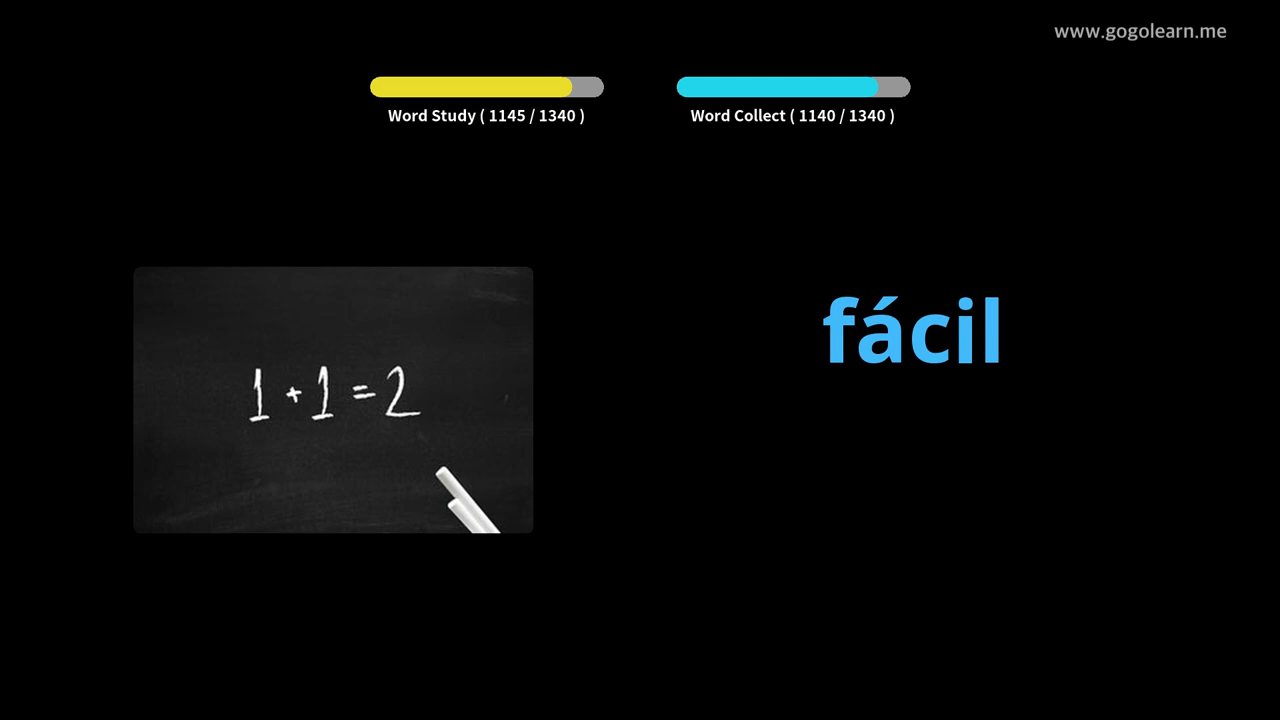 www.gogolearn.me
Word Study ( 1145 / 1340 )
Word Collect ( 1140 / 1340 )
1 + 1 = 2
fácil